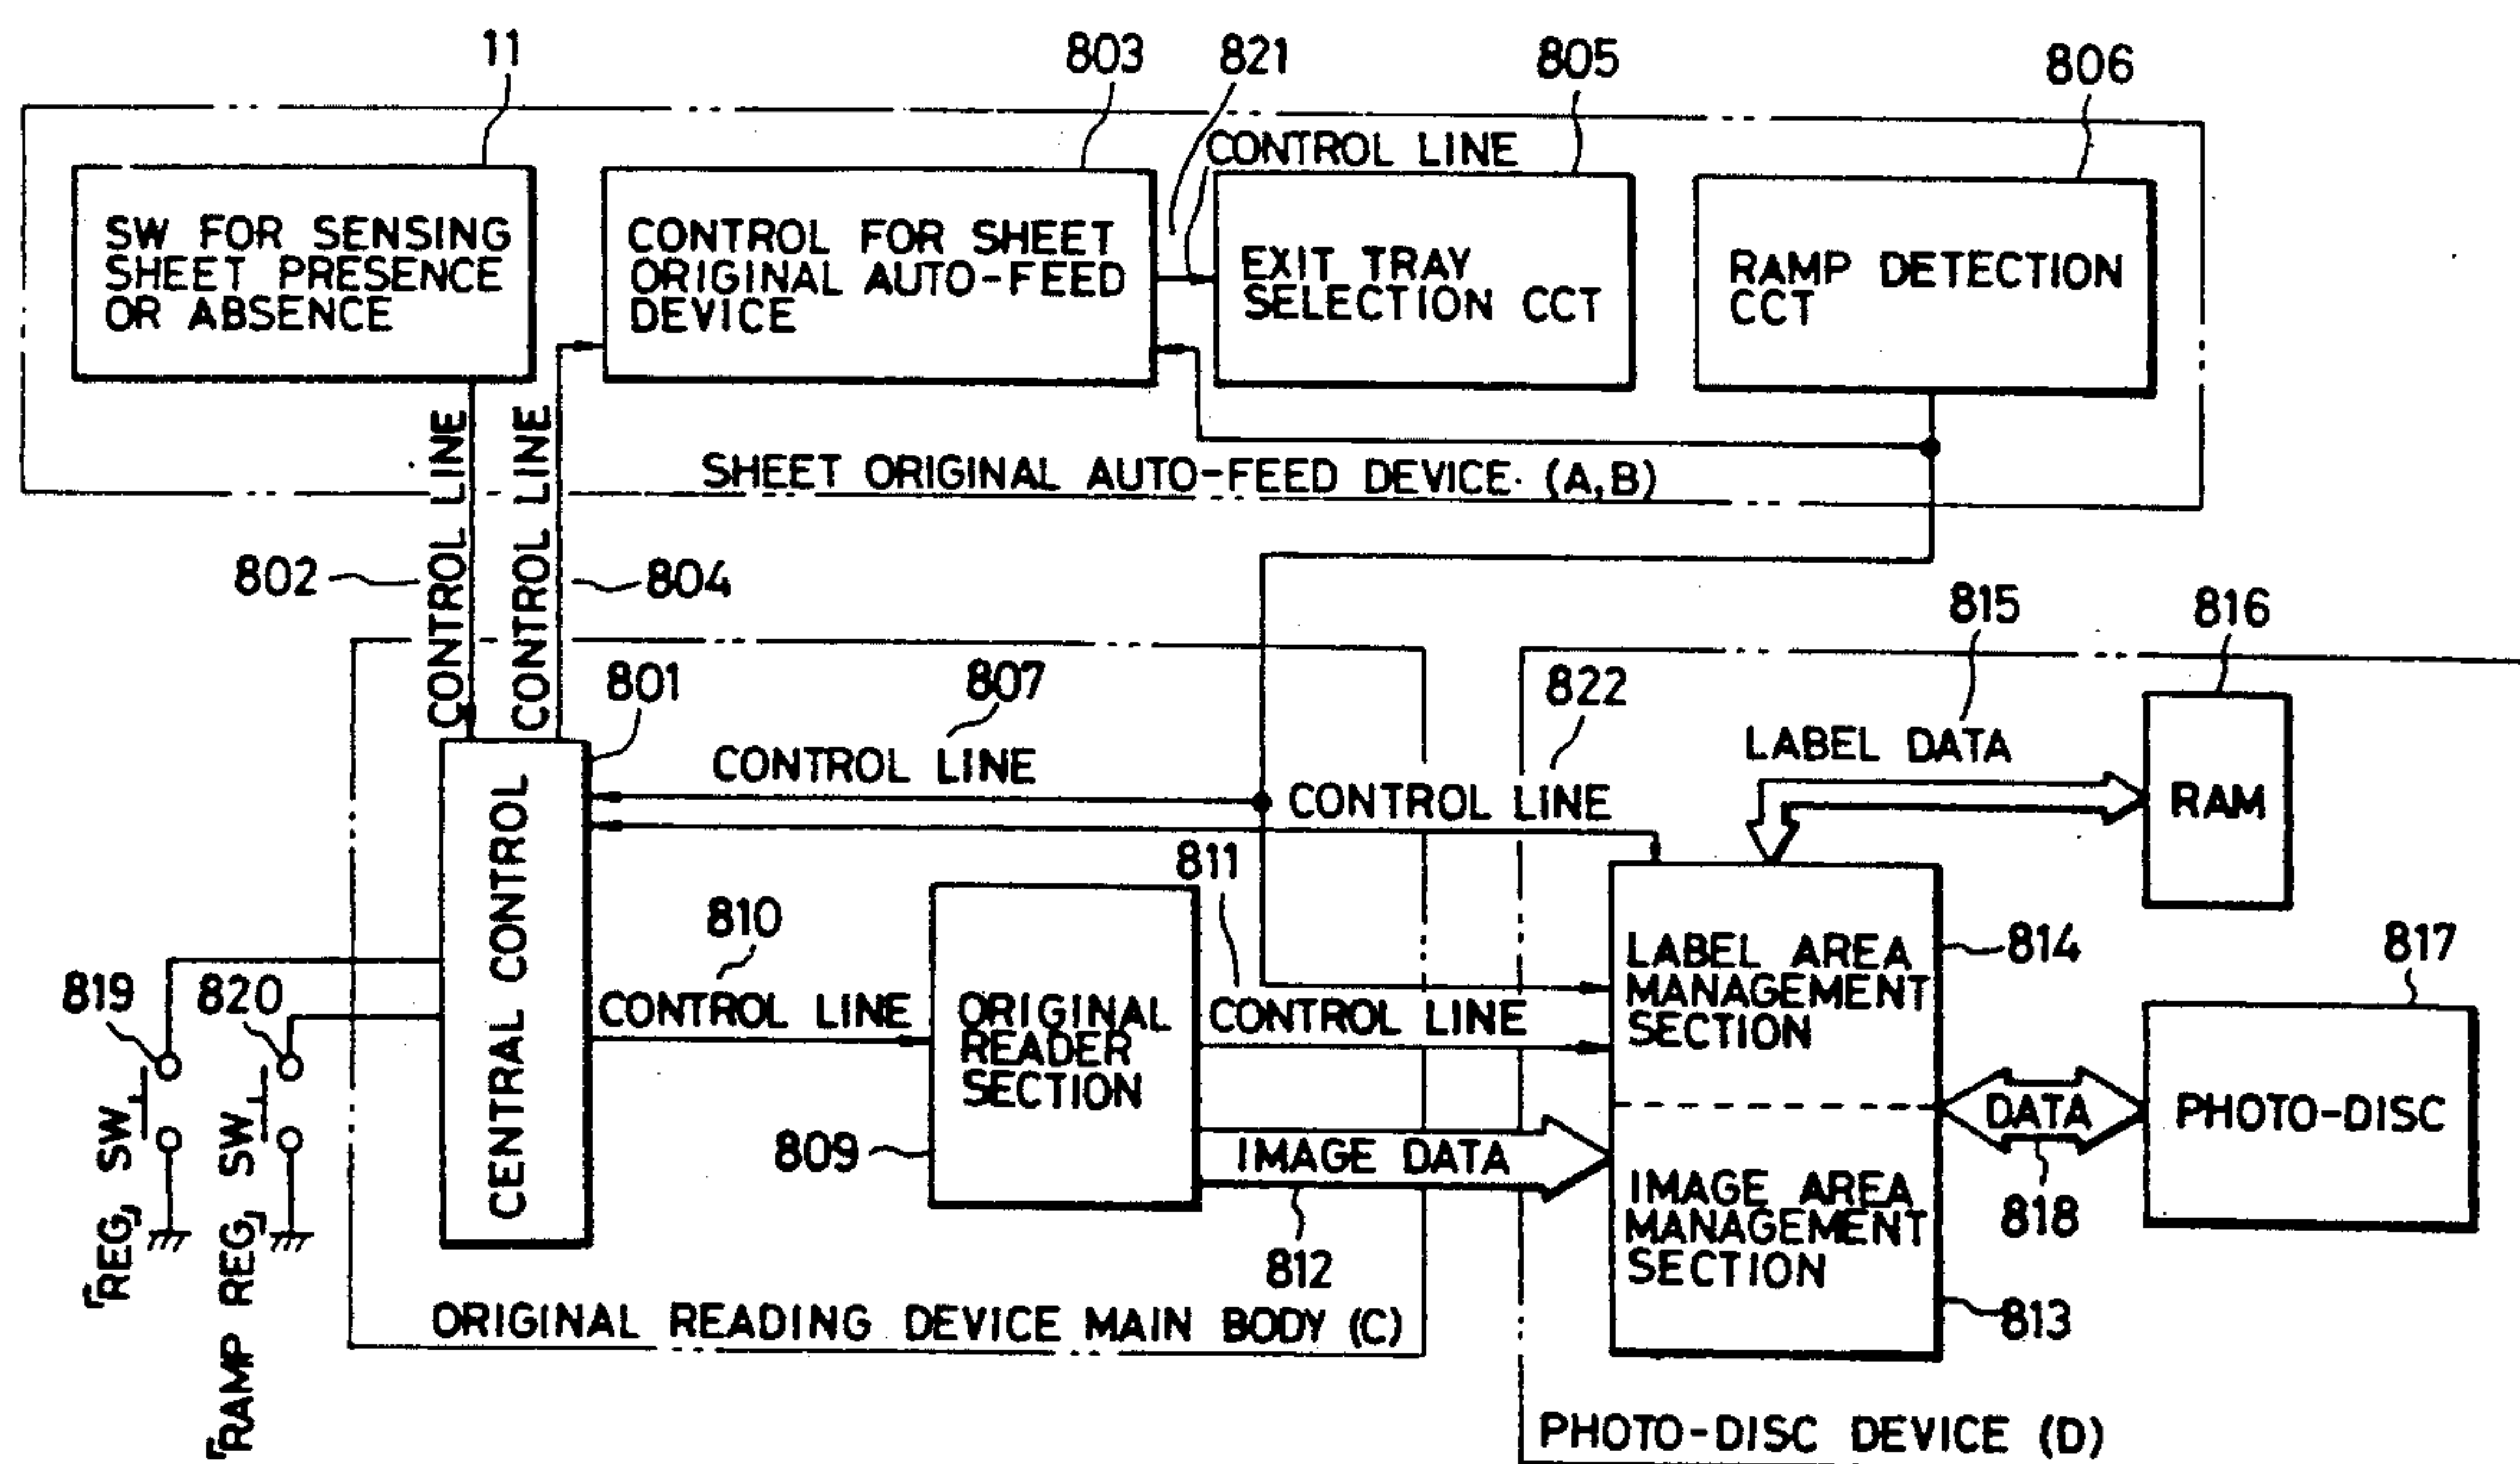 11
803
821
805
806
CONTROL LINE
SW FOR SENSING
SHEET PRESENCE
OR ABSENCE
CONTROL FOR SHEET
ORIGINAL AUTO-FEED
DEVICE
EXIT TRAY
SELECTION CCT
RAMP DETECTION
CCT
SHEET ORIGINAL AUTO-FEED DEVICE (A,B)
802
CONTROL LINE
CONTROL LINE
804
801
807
CONTROL LINE
822
CONTROL LINE
815
816
LABEL DATA
RAM
811
810
CONTROL LINE
CENTRAL CONTROL
ORIGINAL
READER
SECTION
809
CONTROL LINE
IMAGE DATA
812
LABEL AREA
MANAGEMENT
SECTION
814
IMAGE AREA
MANAGEMENT
SECTION
813
817
DATA
818
PHOTO-DISC
819
820
「REG」 SW
「RAMP REG」 SW
ORIGINAL READING DEVICE MAIN BODY (C)
PHOTO-DISC DEVICE (D)